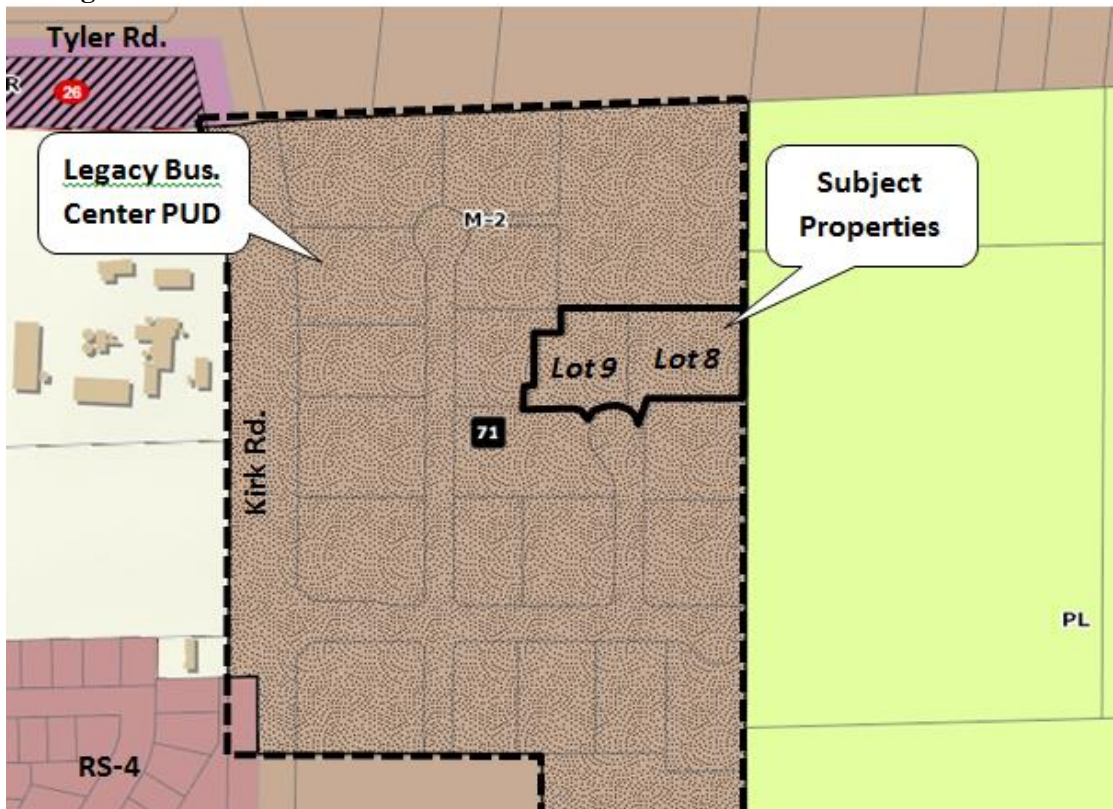 Tyler Rd.
R
26
Legacy Bus.
Center PUD
M-2
Subject
Properties
Lot 9
Lot 8
71
Kirk Rd.
PL
RS-4